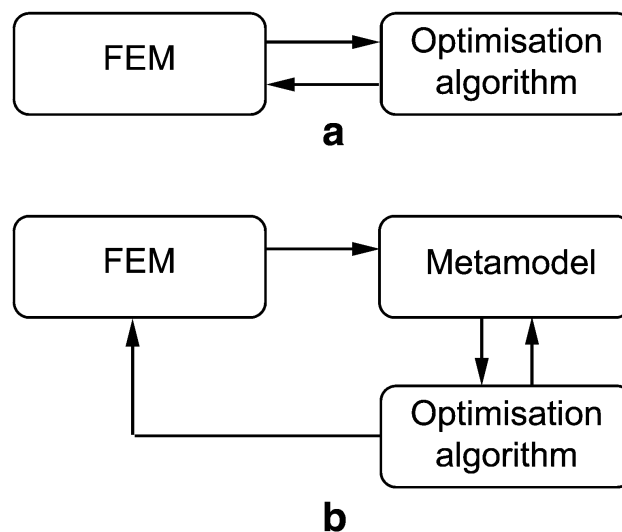 FEM
Optimisation
algorithm
a
FEM
Metamodel
Optimisation
algorithm
b